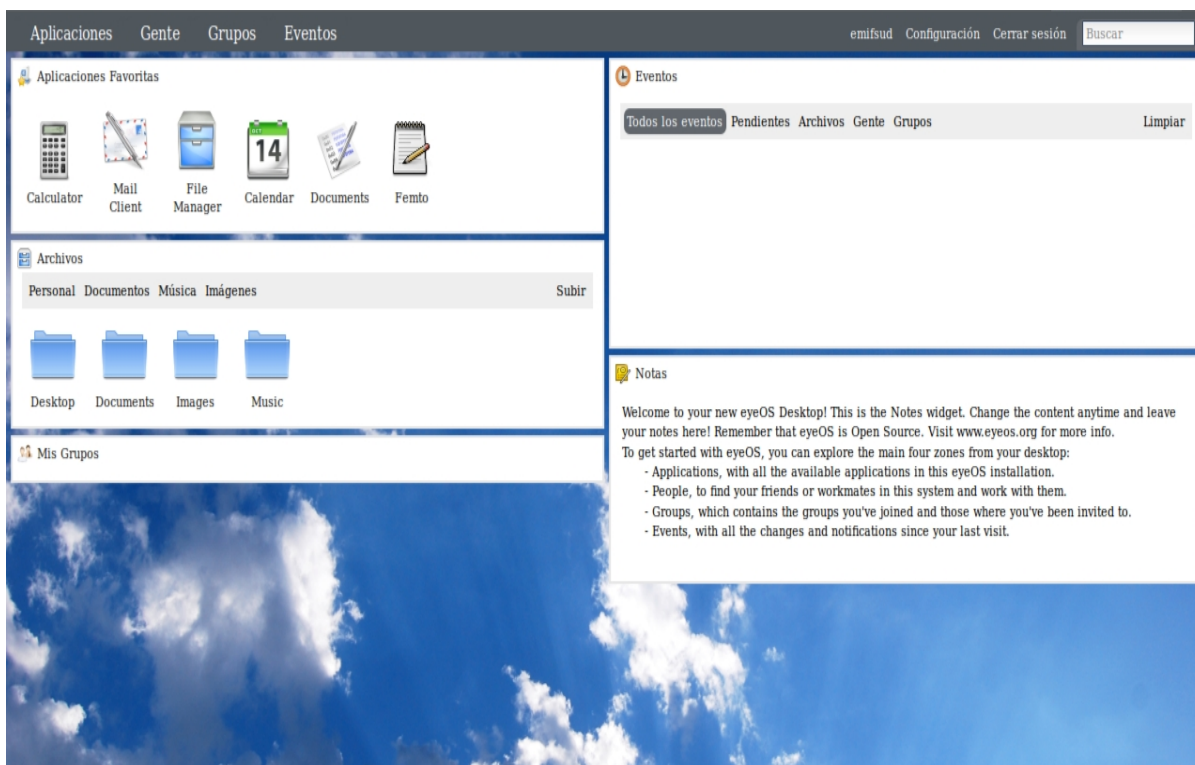 Aplicaciones Gente Grupos Eventos emifsud Configuración Cerrar sesión Buscar
Aplicaciones Favoritas
Calculator
Mail
Client
File
Manager
OCT
14
Calendar
Documents
Femto
Archivos
Personal Documentos Música Imágenes Subir
Desktop Documents Images Music
Mis Grupos
Eventos
Todos los eventos Pendientes Archivos Gente Grupos Limpiar
Notas
Welcome to your new eyeOS Desktop! This is the Notes widget. Change the content anytime and leave
your notes here! Remember that eyeOS is Open Source. Visit www.eyeos.org for more info.
To get started with eyeOS, you can explore the main four zones from your desktop:
- Applications, with all the available applications in this eyeOS installation.
- People, to find your friends or workmates in this system and work with them.
- Groups, which contains the groups you've joined and those where you've been invited to.
- Events, with all the changes and notifications since your last visit.